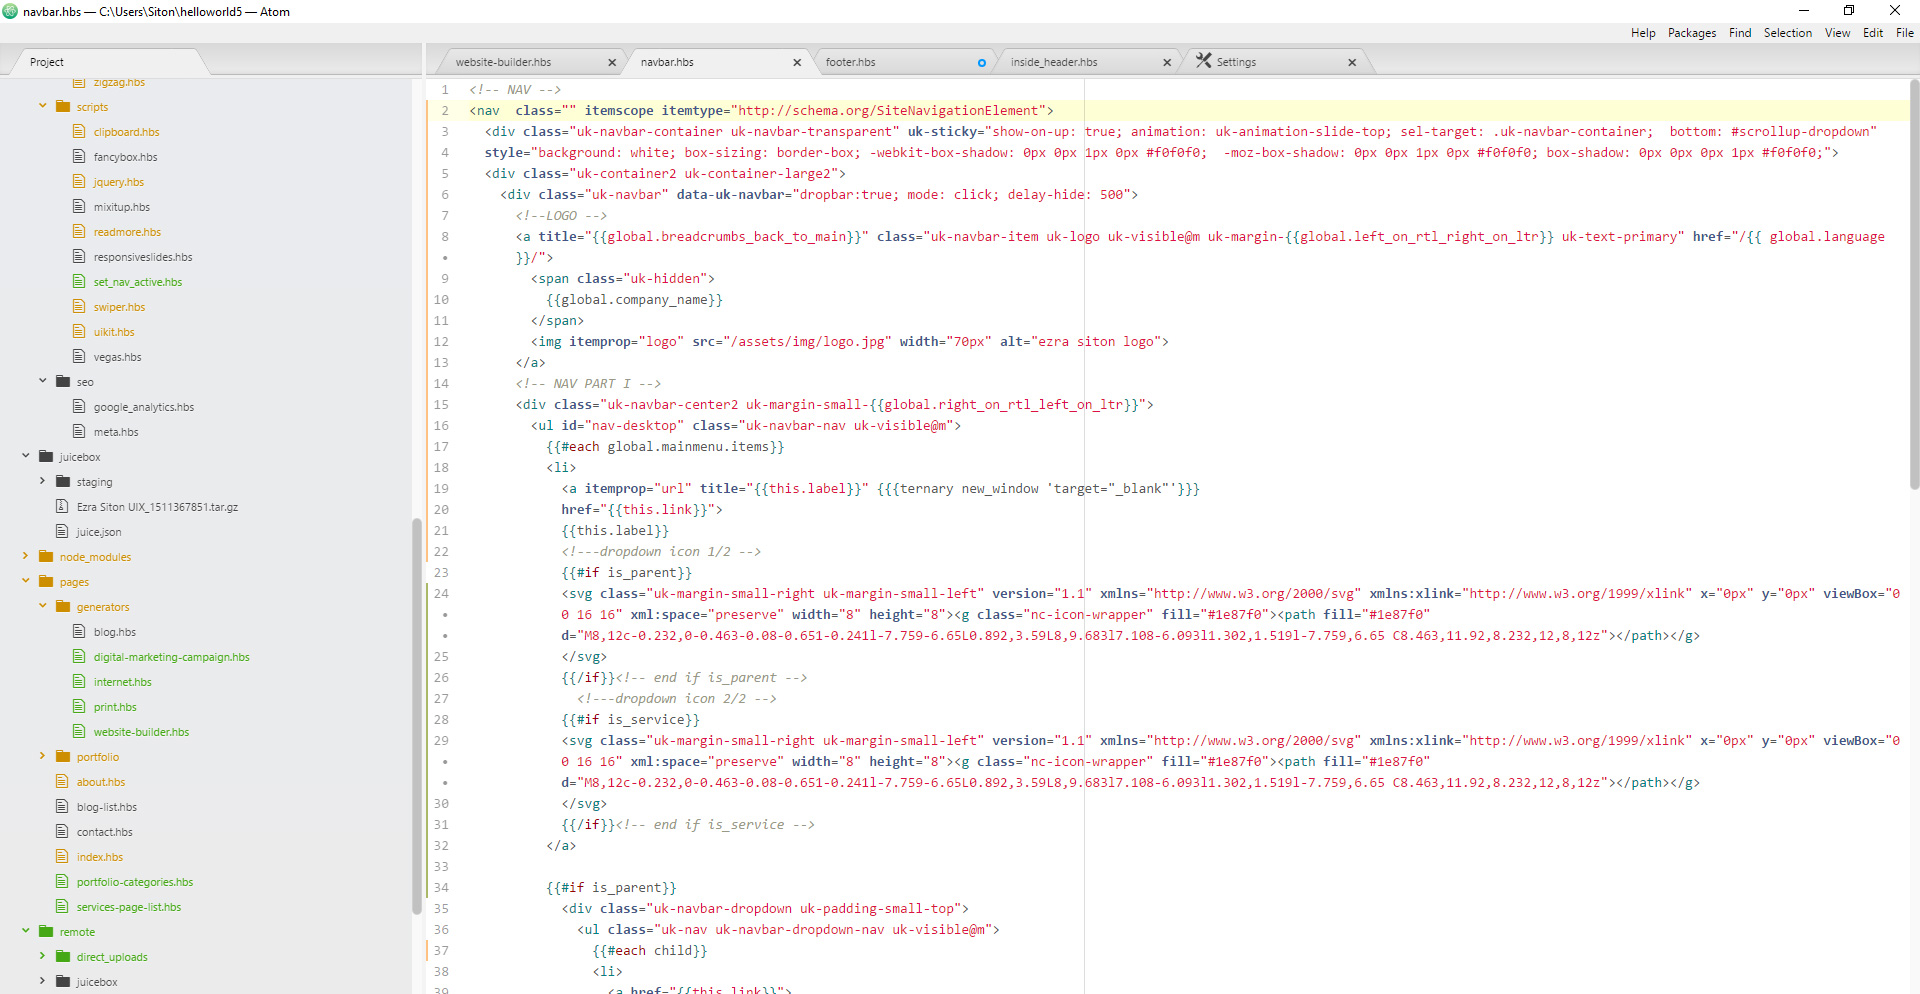 navbar.hbs — C:\Users\Siton\helloworld5 — Atom
Help Packages Find Selection View Edit File
Project
website-builder.hbs
navbar.hbs
footer.hbs
inside_header.hbs
Settings
zigzag.hbs
scripts
clipboard.hbs
fancybox.hbs
jquery.hbs
mixitup.hbs
readmore.hbs
responsiveslides.hbs
set_nav_active.hbs
swiper.hbs
uikit.hbs
vegas.hbs
seo
google_analytics.hbs
meta.hbs
juicebox
staging
Ezra Siton UIX_1511367851.tar.gz
juice.json
node_modules
pages
generators
blog.hbs
digital-marketing-campaign.hbs
internet.hbs
print.hbs
website-builder.hbs
portfolio
about.hbs
blog-list.hbs
contact.hbs
index.hbs
portfolio-categories.hbs
services-page-list.hbs
remote
direct_uploads
juicebox
1 <!-- NAV -->
2 <nav  class="" itemscope itemtype="http://schema.org/SiteNavigationElement">
3 <div class="uk-navbar-container uk-navbar-transparent" uk-sticky="show-on-up: true; animation: uk-animation-slide-top; sel-target: .uk-navbar-container;  bottom: #scrollup-dropdown"
4 style="background: white; box-sizing: border-box; -webkit-box-shadow: 0px 0px 1px 0px #f0f0f0;  -moz-box-shadow: 0px 0px 1px 0px #f0f0f0; box-shadow: 0px 0px 0px 1px #f0f0f0;">
5 <div class="uk-container2 uk-container-large2">
6 <div class="uk-navbar" data-uk-navbar="dropbar:true; mode: click; delay-hide: 500">
7 <!--LOGO -->
8 <a title="{{global.breadcrumbs_back_to_main}}" class="uk-navbar-item uk-logo uk-visible@m uk-margin-{{global.left_on_rtl_right_on_ltr}} uk-text-primary" href="/{{ global.language
• }}/">
9 <span class="uk-hidden">
10 {{global.company_name}}
11 </span>
12 <img itemprop="logo" src="/assets/img/logo.jpg" width="70px" alt="ezra siton logo">
13 </a>
14 <!-- NAV PART I -->
15 <div class="uk-navbar-center2 uk-margin-small-{{global.right_on_rtl_left_on_ltr}}">
16 <ul id="nav-desktop" class="uk-navbar-nav uk-visible@m">
17 {{#each global.mainmenu.items}}
18 <li>
19 <a itemprop="url" title="{{this.label}}" {{{ternary new_window 'target="_blank"'}}}
20 href="{{this.link}}">
21 {{this.label}}
22 <!---dropdown icon 1/2 -->
23 {{#if is_parent}}
24 <svg class="uk-margin-small-right uk-margin-small-left" version="1.1" xmlns="http://www.w3.org/2000/svg" xmlns:xlink="http://www.w3.org/1999/xlink" x="0px" y="0px" viewBox="0
• 0 16 16" xml:space="preserve" width="8" height="8"><g class="nc-icon-wrapper" fill="#1e87f0"><path fill="#1e87f0"
• d="M8,12c-0.232,0-0.463-0.08-0.651-0.241l-7.759-6.65L0.892,3.59L8,9.683l7.108-6.093l1.302,1.519l-7.759,6.65 C8.463,11.92,8.232,12,8,12z"></path></g>
25 </svg>
26 {{/if}}<!-- end if is_parent -->
27 <!---dropdown icon 2/2 -->
28 {{#if is_service}}
29 <svg class="uk-margin-small-right uk-margin-small-left" version="1.1" xmlns="http://www.w3.org/2000/svg" xmlns:xlink="http://www.w3.org/1999/xlink" x="0px" y="0px" viewBox="0
• 0 16 16" xml:space="preserve" width="8" height="8"><g class="nc-icon-wrapper" fill="#1e87f0"><path fill="#1e87f0"
• d="M8,12c-0.232,0-0.463-0.08-0.651-0.241l-7.759-6.65L0.892,3.59L8,9.683l7.108-6.093l1.302,1.519l-7.759,6.65 C8.463,11.92,8.232,12,8,12z"></path></g>
30 </svg>
31 {{/if}}<!-- end if is_service -->
32 </a>
33
34 {{#if is_parent}}
35 <div class="uk-navbar-dropdown uk-padding-small-top">
36 <ul class="uk-nav uk-navbar-dropdown-nav uk-visible@m">
37 {{#each child}}
38 <li>
39 <a href="{{this.link}}">